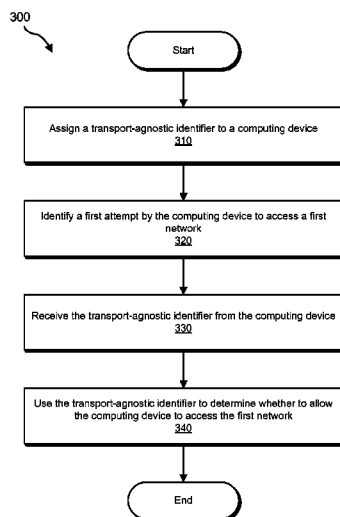 300
Start
Assign a transport-agnostic identifier to a computing device
310
Identify a first attempt by the computing device to access a first
network
320
Receive the transport-agnostic identifier from the computing device
330
Use the transport-agnostic identifier to determine whether to allow
the computing device to access the first network
340
End